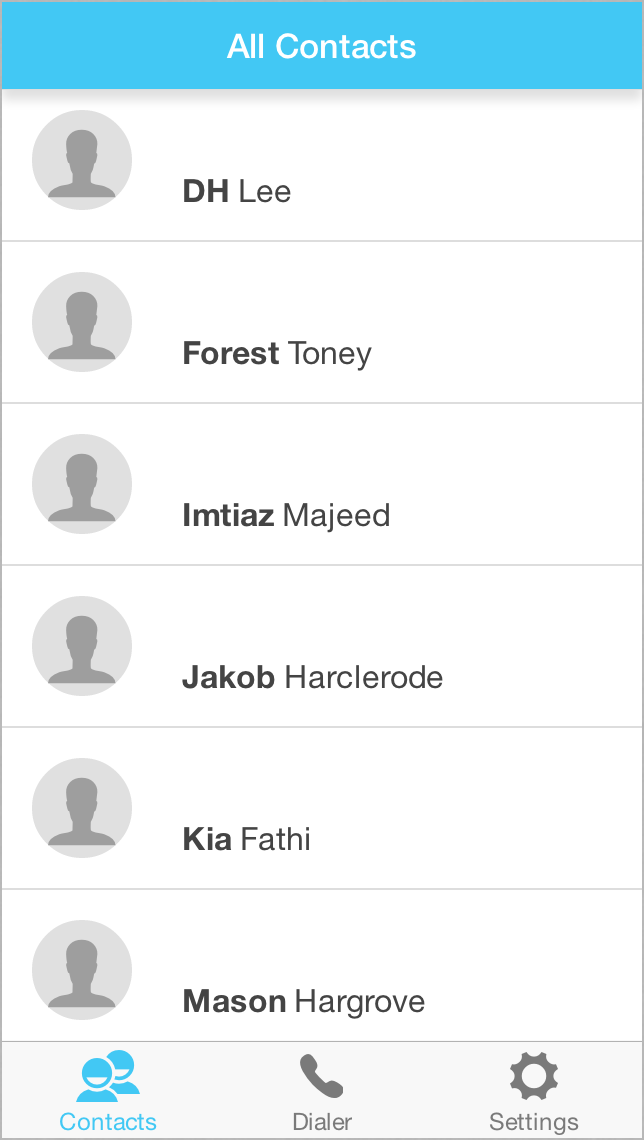 All Contacts
DH Lee
Forest Toney
Imtiaz Majeed
Jakob Harclerode
Kia Fathi
Mason Hargrove
Contacts Dialer Settings